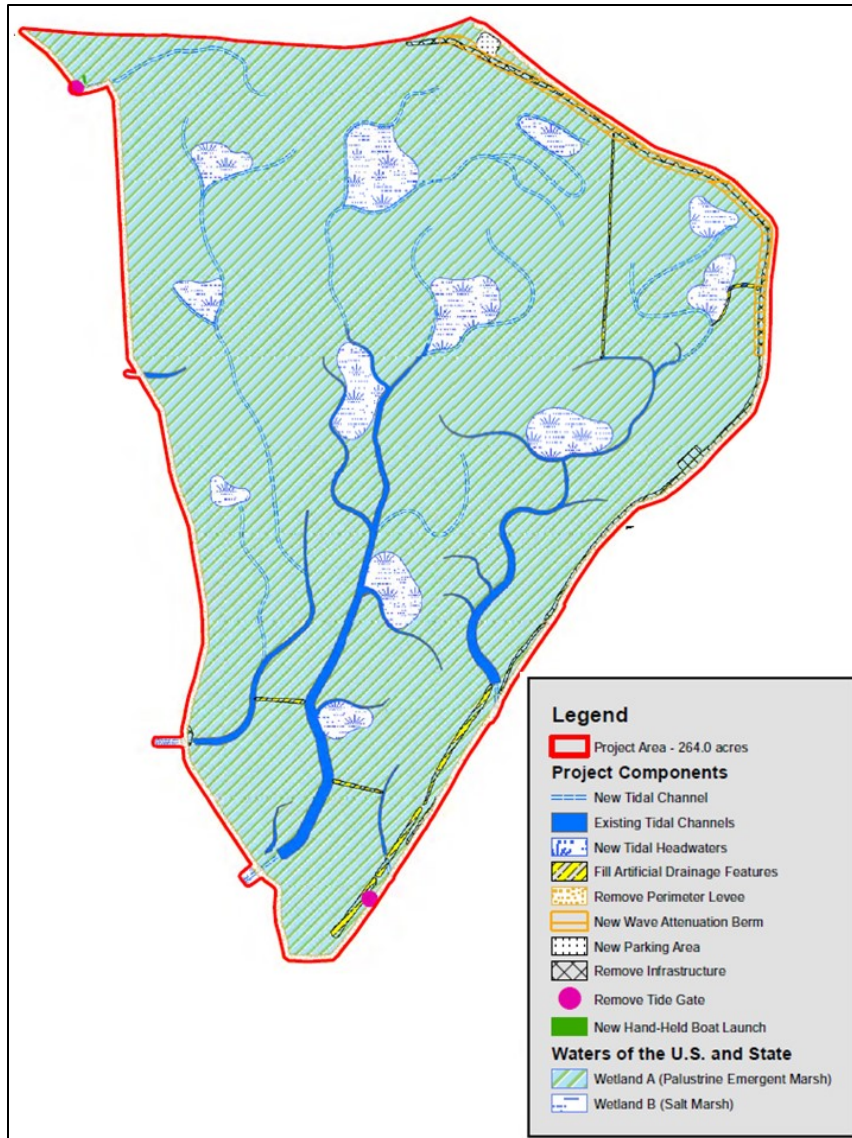 Legend
Project Area - 264.0 acres
Project Components
New Tidal Channel
Existing Tidal Channels
New Tidal Headwaters
Fill Artificial Drainage Features
Remove Perimeter Levee
New Wave Attenuation Berm
New Parking Area
Remove Infrastructure
Remove Tide Gate
New Hand-Held Boat Launch
Waters of the U.S. and State
Wetland A (Palustrine Emergent Marsh)
Wetland B (Salt Marsh)